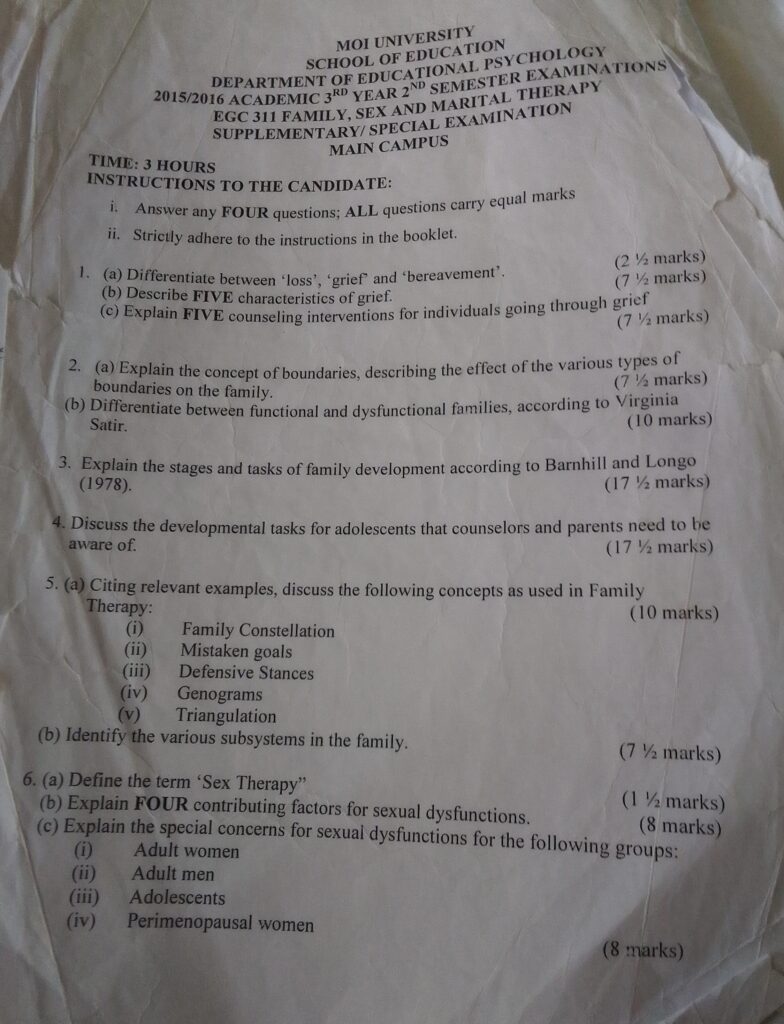 MOI UNIVERSITY
SCHOOL OF EDUCATION
DEPARTMENT OF EDUCATIONAL PSYCHOLOGY
2015/2016 ACADEMIC 3RD YEAR 2ND SEMESTER EXAMINATIONS
EGC 311 FAMILY, SEX AND MARITAL THERAPY
SUPPLEMENTARY/ SPECIAL EXAMINATION
MAIN CAMPUS
TIME: 3 HOURS
INSTRUCTIONS TO THE CANDIDATE:
i. Answer any FOUR questions; ALL questions carry equal marks
ii. Strictly adhere to the instructions in the booklet.
1. (a) Differentiate between 'loss', 'grief' and 'bereavement'. (2 ½ marks)
(b) Describe FIVE characteristics of grief. (7 ½ marks)
(c) Explain FIVE counseling interventions for individuals going through grief
(7 ½ marks)
2. (a) Explain the concept of boundaries, describing the effect of the various types of
boundaries on the family. (7 ½ marks)
(b) Differentiate between functional and dysfunctional families, according to Virginia
Satir. (10 marks)
3. Explain the stages and tasks of family development according to Barnhill and Longo
(1978). (17 ½ marks)
4. Discuss the developmental tasks for adolescents that counselors and parents need to be
aware of. (17 ½ marks)
5. (a) Citing relevant examples, discuss the following concepts as used in Family
Therapy: (10 marks)
(i) Family Constellation
(ii) Mistaken goals
(iii) Defensive Stances
(iv) Genograms
(v) Triangulation
(b) Identify the various subsystems in the family. (7 ½ marks)
6. (a) Define the term 'Sex Therapy" (1 ½ marks)
(b) Explain FOUR contributing factors for sexual dysfunctions. (8 marks)
(c) Explain the special concerns for sexual dysfunctions for the following groups:
(i) Adult women
(ii) Adult men
(iii) Adolescents
(iv) Perimenopausal women
(8 marks)